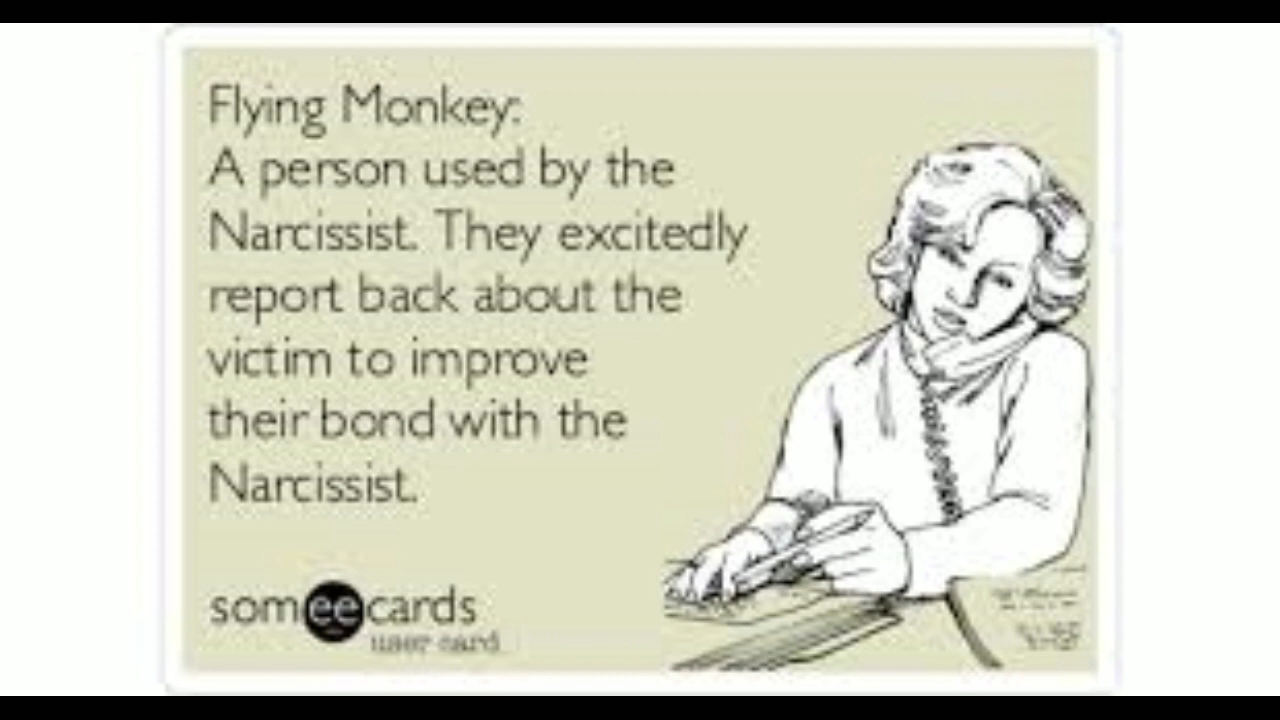 Flying Monkey:
A person used by the
Narcissist. They excitedly
report back about the
victim to improve
their bond with the
Narcissist.
someecards
user card